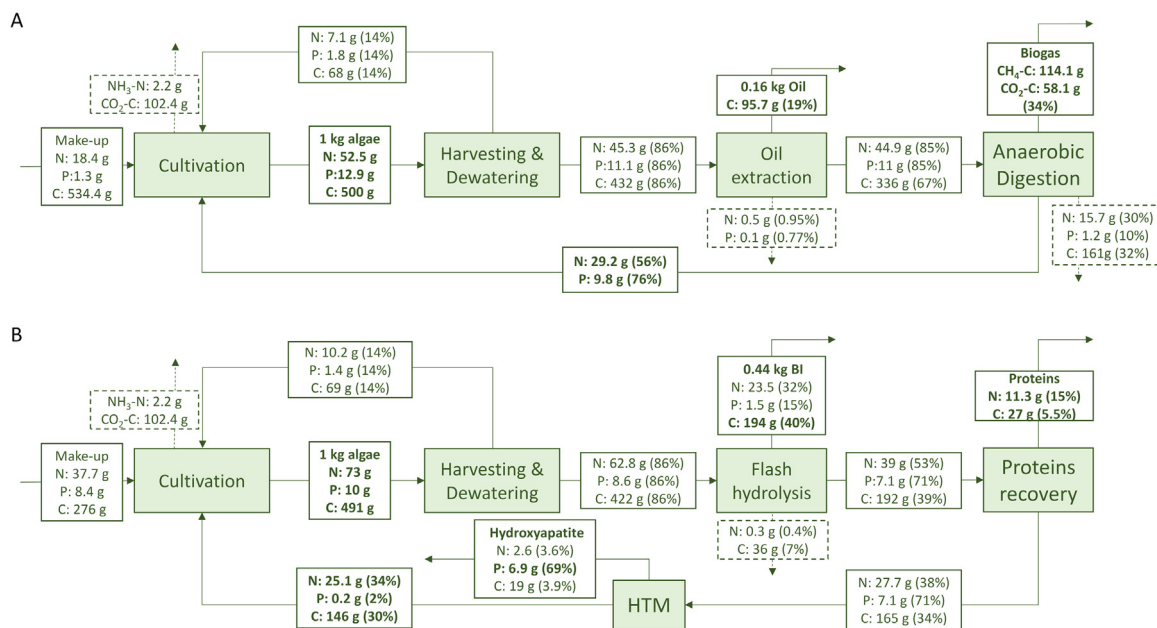 A
N: 7.1 g (14%)
P: 1.8 g (14%)
C: 68 g (14%)
NH₃-N: 2.2 g
CO₂-C: 102.4 g
Make-up
N: 18.4 g
P:1.3 g
C: 534.4 g
Cultivation
1 kg algae
N: 52.5 g
P:12.9 g
C: 500 g
Harvesting &
Dewatering
N: 45.3 g (86%)
P:11.1 g (86%)
C: 432 g (86%)
0.16 kg Oil
C: 95.7 g (19%)
Oil
extraction
N: 0.5 g (0.95%)
P: 0.1 g (0.77%)
N: 44.9 g (85%)
P: 11 g (85%)
C: 336 g (67%)
Biogas
CH₄-C: 114.1 g
CO₂-C: 58.1 g
(34%)
Anaerobic
Digestion
N: 15.7 g (30%)
P: 1.2 g (10%)
C: 161g (32%)
N: 29.2 g (56%)
P: 9.8 g (76%)
B
N: 10.2 g (14%)
P: 1.4 g (14%)
C: 69 g (14%)
NH₃-N: 2.2 g
CO₂-C: 102.4 g
Make-up
N: 37.7 g
P: 8.4 g
C: 276 g
Cultivation
1 kg algae
N: 73 g
P: 10 g
C: 491 g
Harvesting &
Dewatering
N: 62.8 g (86%)
P: 8.6 g (86%)
C: 422 g (86%)
0.44 kg BI
N: 23.5 g (32%)
P: 1.5 g (15%)
C: 194 g (40%)
Flash
hydrolysis
N: 0.3 g (0.4%)
C: 36 g (7%)
N: 39 g (53%)
P:7.1 g (71%)
C: 192 g (39%)
Proteins
N: 11.3 g (15%)
C: 27 g (5.5%)
Proteins
recovery
Hydroxyapatite
N: 2.6 g (3.6%)
P: 6.9 g (69%)
C: 19 g (3.9%)
N: 25.1 g (34%)
P: 0.2 g (2%)
C: 146 g (30%)
HTM
N: 27.7 g (38%)
P: 7.1 g (71%)
C: 165 g (34%)